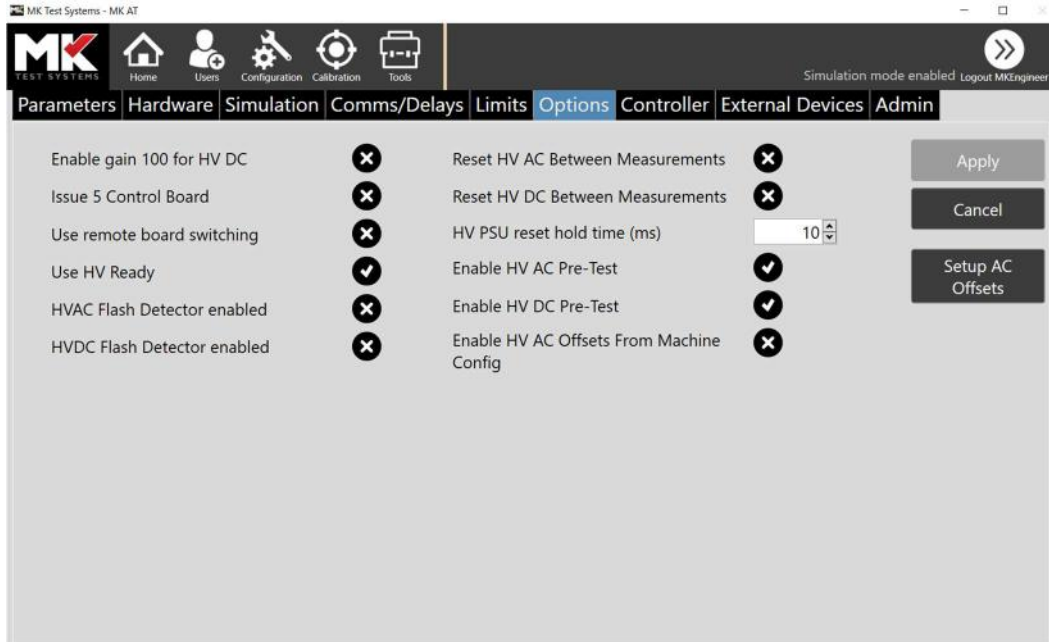 MK Test Systems - MK AT
MK
TEST SYSTEMS
Home
Users
Configuration
Calibration
Tools
Simulation mode enabled
Logout MKEngineer
Parameters
Hardware
Simulation
Comms/Delays
Limits
Options
Controller
External Devices
Admin
Enable gain 100 for HV DC
Issue 5 Control Board
Use remote board switching
Use HV Ready
HVAC Flash Detector enabled
HVDC Flash Detector enabled
Reset HV AC Between Measurements
Reset HV DC Between Measurements
HV PSU reset hold time (ms)
10
Enable HV AC Pre-Test
Enable HV DC Pre-Test
Enable HV AC Offsets From Machine
Config
Apply
Cancel
Setup AC
Offsets